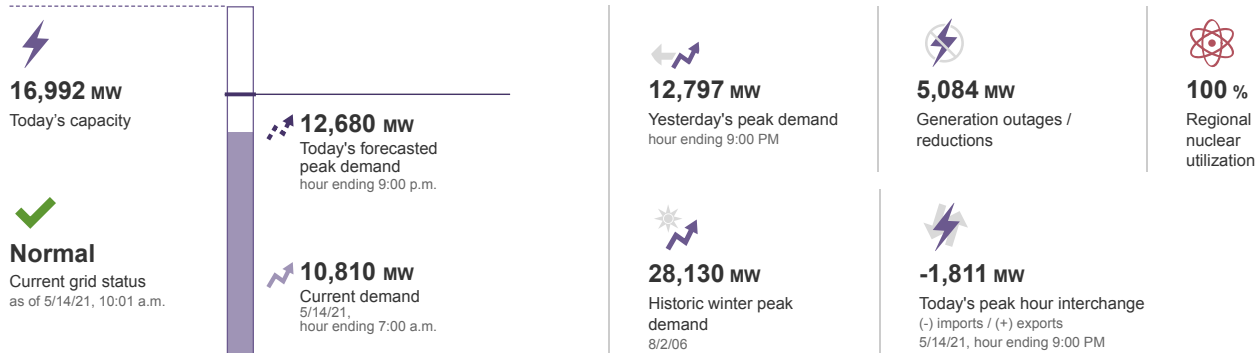 16,992 MW
Today's capacity
Normal
Current grid status
as of 5/14/21, 10:01 a.m.
12,680 MW
Today's forecasted
peak demand
hour ending 9:00 p.m.
10,810 MW
Current demand
5/14/21,
hour ending 7:00 a.m.
12,797 MW
Yesterday's peak demand
hour ending 9:00 PM
5,084 MW
Generation outages /
reductions
100 %
Regional
nuclear
utilization
28,130 MW
Historic winter peak
demand
8/2/06
-1,811 MW
Today's peak hour interchange
(-) imports / (+) exports
5/14/21, hour ending 9:00 PM